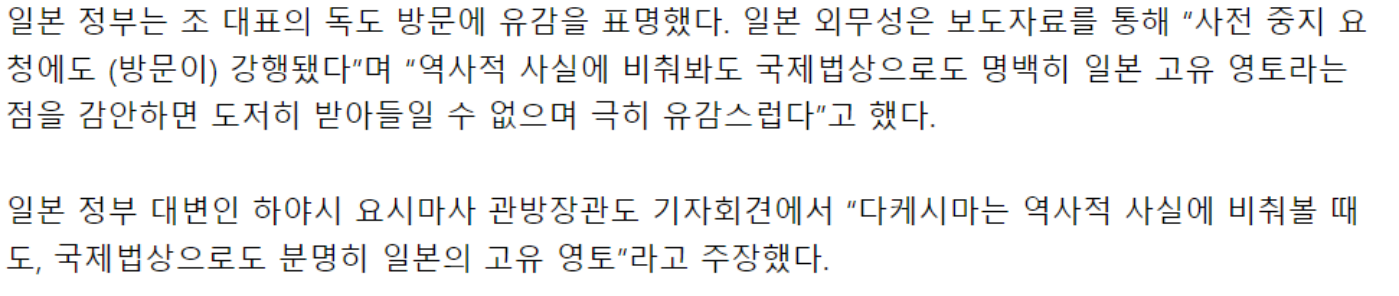 일본 정부는 조 대표의 독도 방문에 유감을 표명했다. 일본 외무성은 보도자료를 통해 “사전 중지 요
청에도 (방문이) 강행됐다”며 “역사적 사실에 비춰봐도 국제법상으로도 명백히 일본 고유 영토라는
점을 감안하면 도저히 받아들일 수 없으며 극히 유감스럽다”고 했다.
일본 정부 대변인 하야시 요시마사 관방장관도 기자회견에서 “다케시마는 역사적 사실에 비춰볼 때
도, 국제법상으로도 분명히 일본의 고유 영토”라고 주장했다.